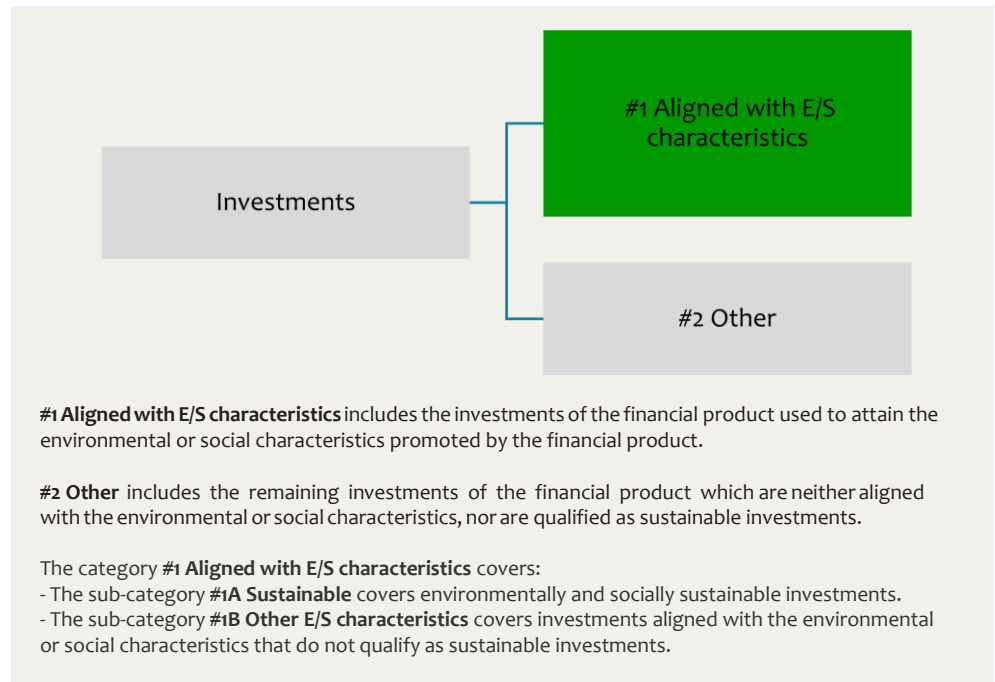 #1 Aligned with E/S
characteristics
Investments
#2 Other
#1 Aligned with E/S characteristics includes the investments of the financial product used to attain the
environmental or social characteristics promoted by the financial product.
#2 Other includes the remaining investments of the financial product which are neither aligned
with the environmental or social characteristics, nor are qualified as sustainable investments.
The category #1 Aligned with E/S characteristics covers:
- The sub-category #1A Sustainable covers environmentally and socially sustainable investments.
- The sub-category #1B Other E/S characteristics covers investments aligned with the environmental
or social characteristics that do not qualify as sustainable investments.